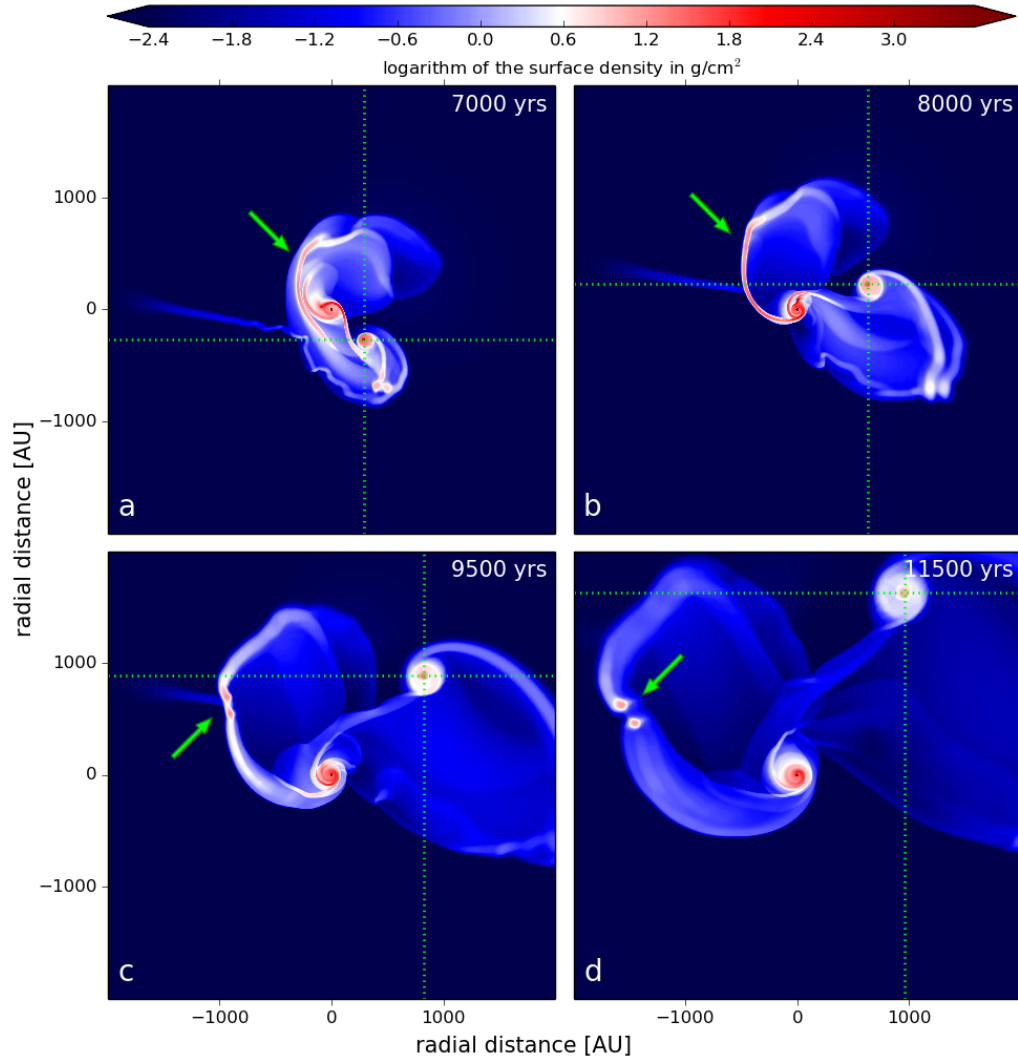 −2.4 −1.8 −1.2 −0.6 0.0 0.6 1.2 1.8 2.4 3.0
logarithm of the surface density in g/cm²
7000 yrs
8000 yrs
1000
0
−1000
a
b
radial distance [AU]
9500 yrs
11500 yrs
1000
0
−1000
c
d
−1000 0 1000
−1000 0 1000
radial distance [AU]